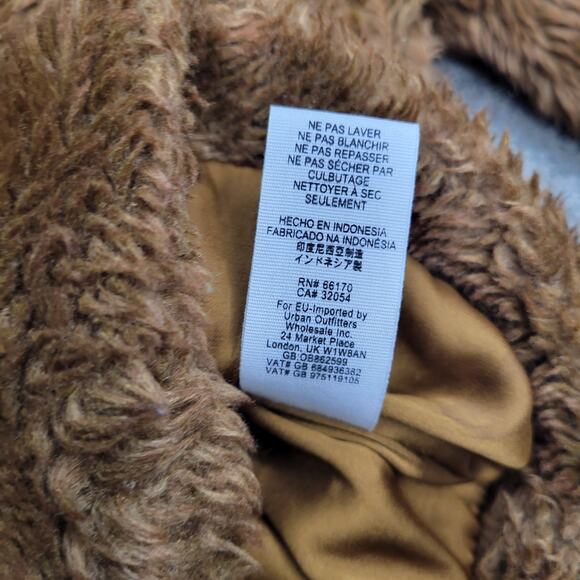 NE PAS LAVER
NE PAS BLANCHIR
NE PAS REPASSER
NE PAS SÉCHER PAR
CULBUTAGE
NETTOYER À SEC
SEULEMENT
HECHO EN INDONESIA
FABRICADO NA INDONÉSIA
印度尼西亞制造
インドネシア製
RN# 66170
CA# 32054
For EU-Imported by
Urban Outfitters
Wholesale Inc.
24 Market Place
London, UK W1W8AN
GB:OB862599
VAT# GB 684936382
VAT# GB 975119105